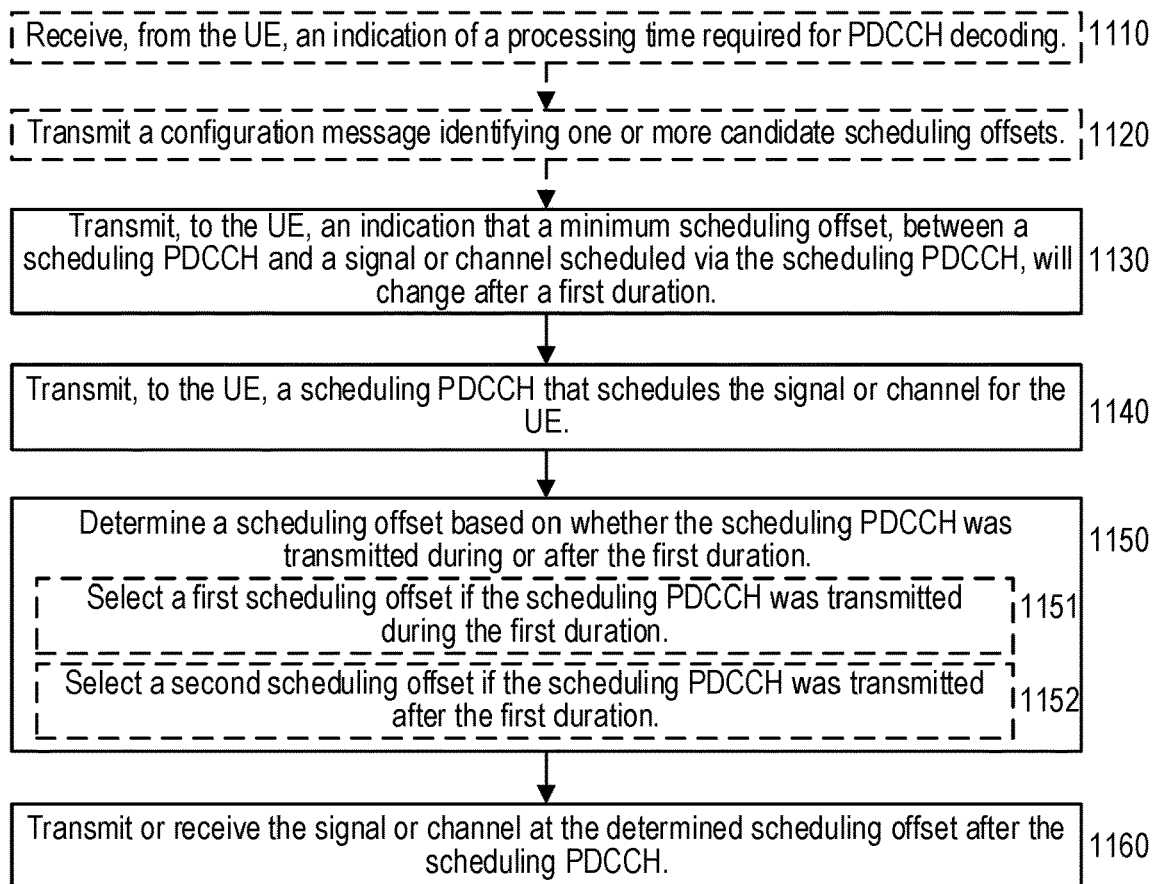 Receive, from the UE, an indication of a processing time required for PDCCH decoding. 1110
Transmit a configuration message identifying one or more candidate scheduling offsets. 1120
Transmit, to the UE, an indication that a minimum scheduling offset, between a
scheduling PDCCH and a signal or channel scheduled via the scheduling PDCCH, will 1130
change after a first duration.
Transmit, to the UE, a scheduling PDCCH that schedules the signal or channel for the 1140
UE.
Determine a scheduling offset based on whether the scheduling PDCCH was 1150
transmitted during or after the first duration.
Select a first scheduling offset if the scheduling PDCCH was transmitted 1151
during the first duration.
Select a second scheduling offset if the scheduling PDCCH was transmitted 1152
after the first duration.
Transmit or receive the signal or channel at the determined scheduling offset after the 1160
scheduling PDCCH.